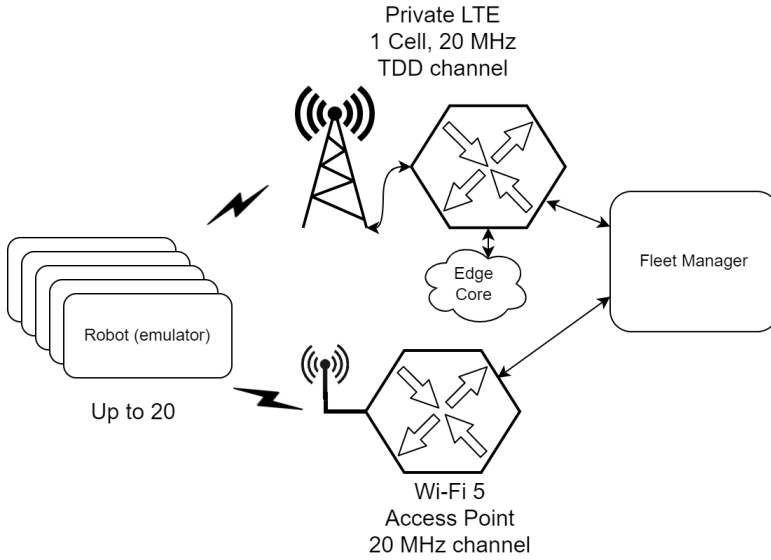 Private LTE
1 Cell, 20 MHz
TDD channel
Edge
Core
Fleet Manager
Robot (emulator)
Up to 20
Wi-Fi 5
Access Point
20 MHz channel